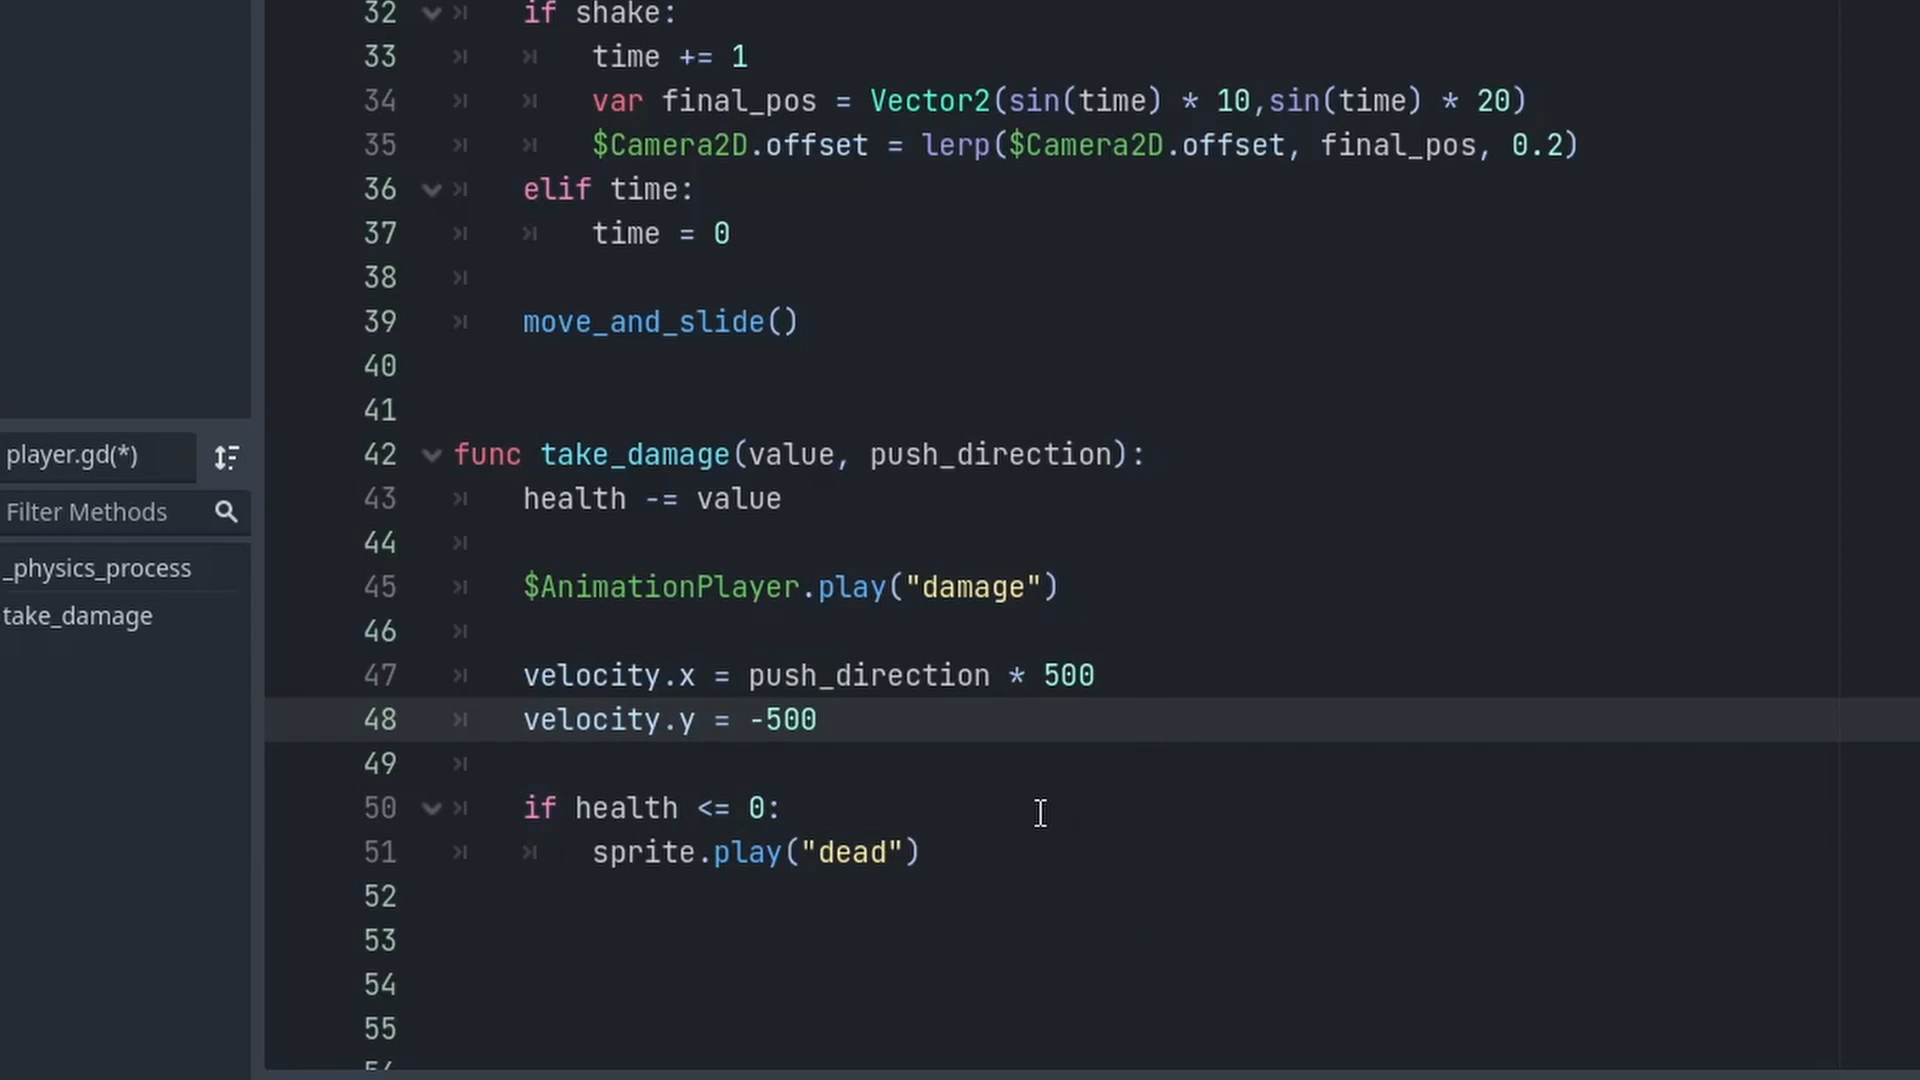 32 if shake:
33 time += 1
34 var final_pos = Vector2(sin(time) * 10,sin(time) * 20)
35 $Camera2D.offset = lerp($Camera2D.offset, final_pos, 0.2)
36 elif time:
37 time = 0
38
39 move_and_slide()
40
41
42 func take_damage(value, push_direction):
43 health -= value
44
45 $AnimationPlayer.play("damage")
46
47 velocity.x = push_direction * 500
48 velocity.y = -500
49
50 if health <= 0:
51 sprite.play("dead")
52
53
54
55
player.gd(*)
Filter Methods
_physics_process
take_damage